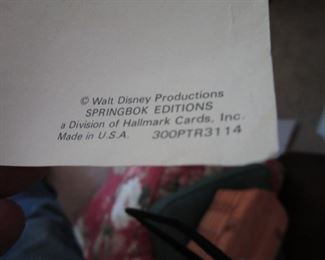 © Walt Disney Productions
SPRINGBOK EDITIONS
a Division of Hallmark Cards, Inc.
Made in U.S.A. 300PTR3114